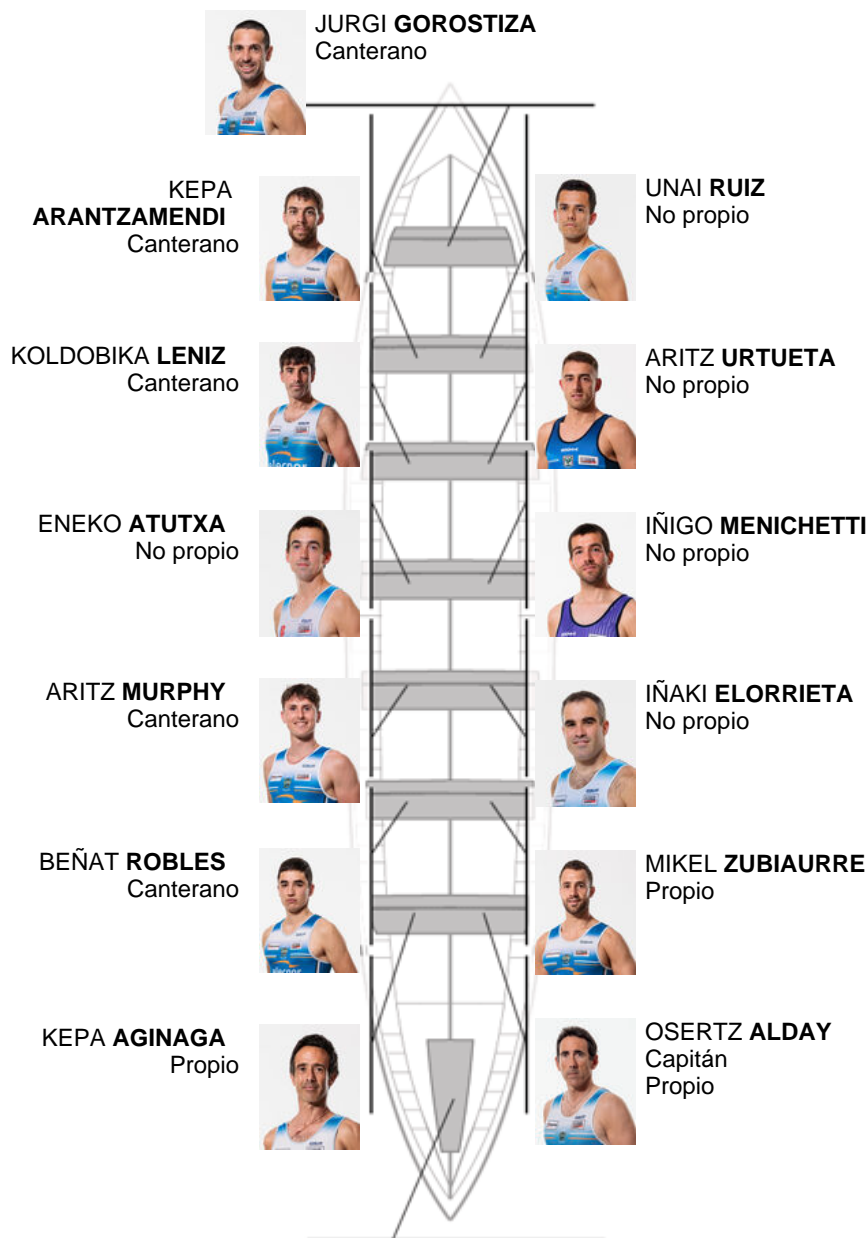 JURGI GOROSTIZA
Canterano
KEPA
ARANTZAMENDI
Canterano
UNAI RUIZ
No propio
KOLDOBIKA LENIZ
Canterano
ARITZ URTUETA
No propio
ENEKO ATUTXA
No propio
IÑIGO MENICHETTI
No propio
ARITZ MURPHY
Canterano
IÑAKI ELORRIETA
No propio
BEÑAT ROBLES
Canterano
MIKEL ZUBIAURRE
Propio
KEPA AGINAGA
Propio
OSERTZ ALDAY
Capitán
Propio